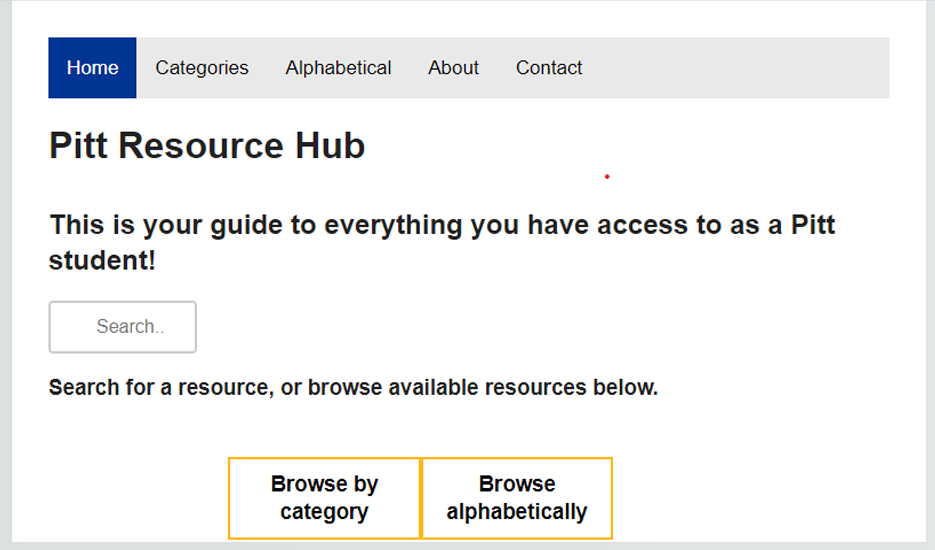 Home Categories Alphabetical About Contact
Pitt Resource Hub
This is your guide to everything you have access to as a Pitt
student!
Search..
Search for a resource, or browse available resources below.
Browse by
category
Browse
alphabetically